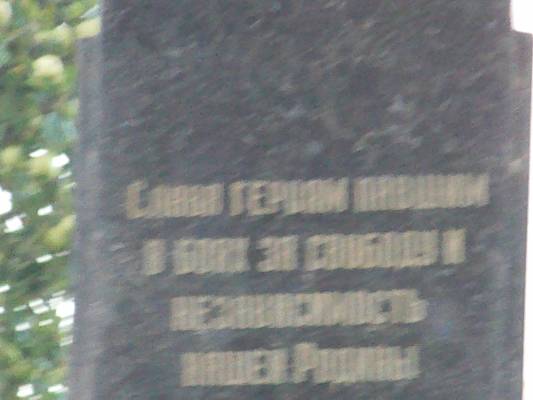 Слава героям павшим
в боях за свободу и
независимость
нашей Родины